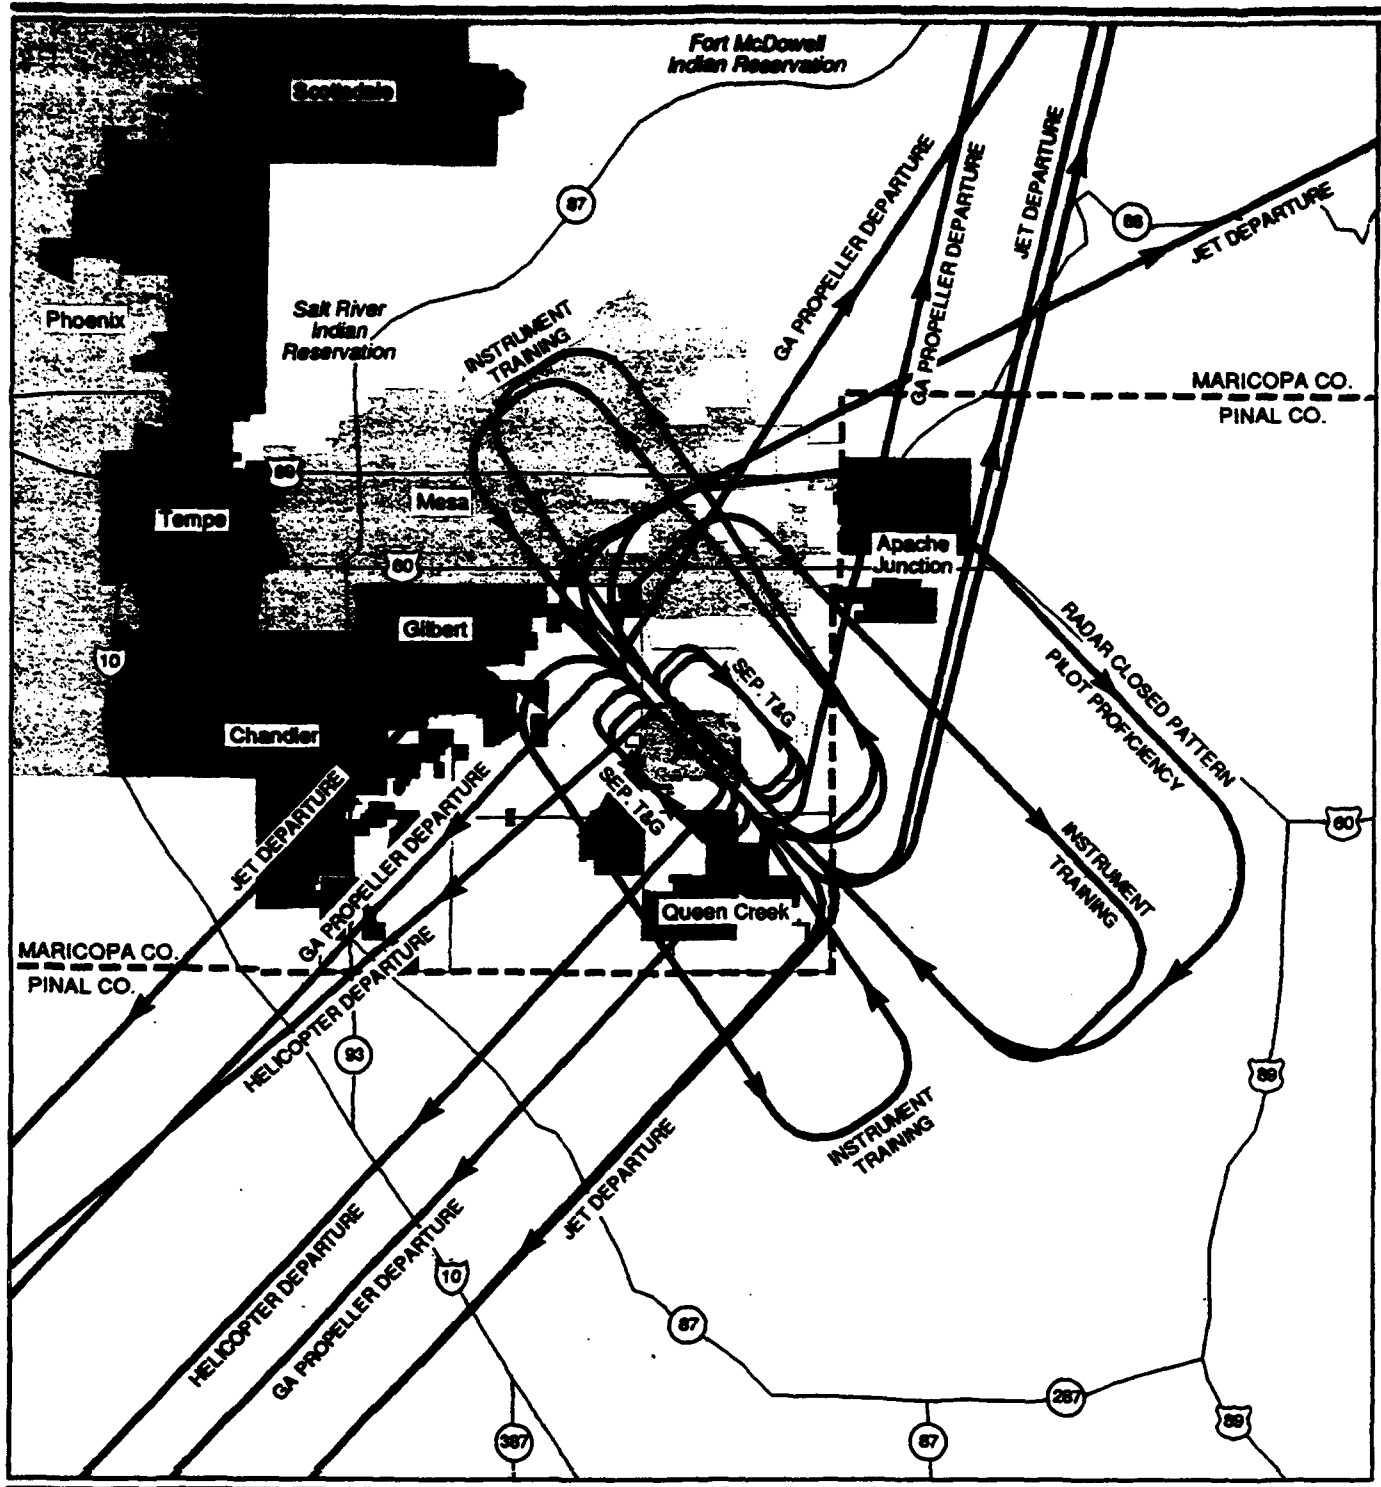 Fort McDowell
Indian Reservation
Scottsdale
87
GA PROPELLER DEPARTURE
GA PROPELLER DEPARTURE
JET DEPARTURE
88
JET DEPARTURE
Phoenix
Salt River
Indian
Reservation
INSTRUMENT
TRAINING
MARICOPA CO.
PINAL CO.
89
Mesa
Tempe
60
Apache
Junction
Gilbert
10
RADAR CLOSED PATTERN
PILOT PROFICIENCY
SEP. T&G
Chandler
SEP. T&G
JET DEPARTURE
GA PROPELLER DEPARTURE
60
INSTRUMENT
TRAINING
Queen Creek
MARICOPA CO.
PINAL CO.
HELICOPTER DEPARTURE
93
89
INSTRUMENT
TRAINING
JET DEPARTURE
HELICOPTER DEPARTURE
GA PROPELLER DEPARTURE
10
87
287
387
87
89